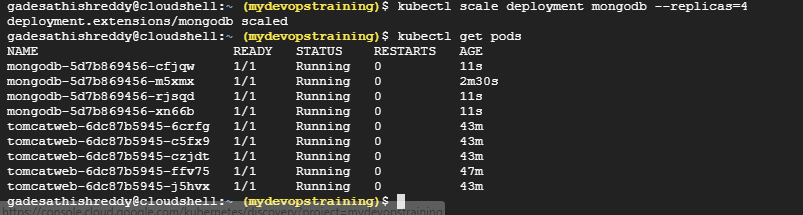 gadesathishreddy@cloudshell:~ (mydevopstraining)$ kubectl scale deployment mongodb --replicas=4
deployment.extensions/mongodb scaled
gadesathishreddy@cloudshell:~ (mydevopstraining)$ kubectl get pods
NAME READY STATUS RESTARTS AGE
mongodb-5d7b869456-cfjqw 1/1 Running 0 11s
mongodb-5d7b869456-m5xmx 1/1 Running 0 2m30s
mongodb-5d7b869456-rjsqd 1/1 Running 0 11s
mongodb-5d7b869456-xn66b 1/1 Running 0 11s
tomcatweb-6dc87b5945-6crfg 1/1 Running 0 43m
tomcatweb-6dc87b5945-c5fx9 1/1 Running 0 43m
tomcatweb-6dc87b5945-czjdt 1/1 Running 0 43m
tomcatweb-6dc87b5945-ffv75 1/1 Running 0 47m
tomcatweb-6dc87b5945-j5hvx 1/1 Running 0 43m
gadesathishreddy@cloudshell:~ (mydevopstraining)$
https://console.cloud.google.com/kubernetes/discovery?project=mydevopstraining